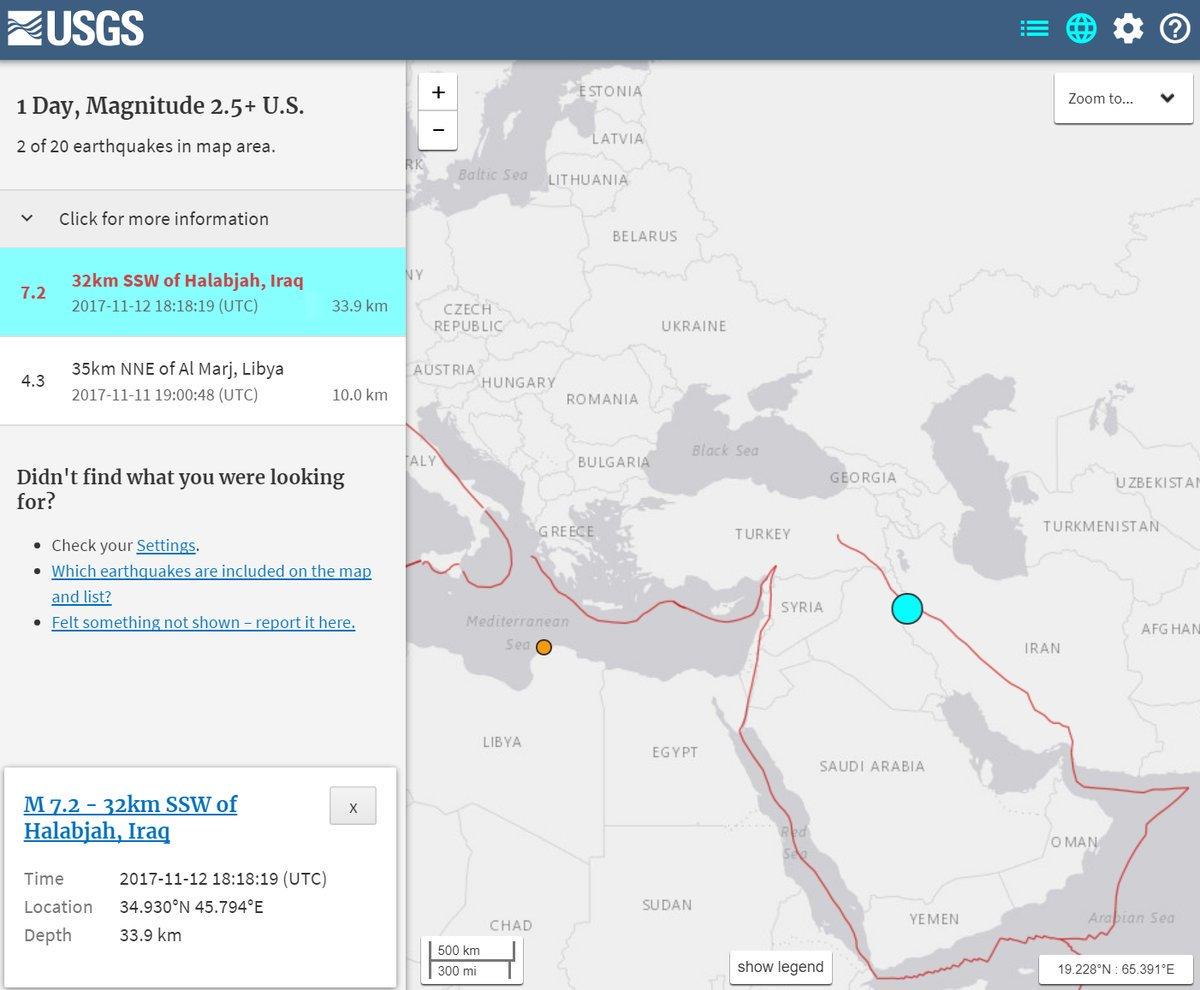 USGS
1 Day, Magnitude 2.5+ U.S.
2 of 20 earthquakes in map area.
Click for more information
7.2
32km SSW of Halabjah, Iraq
2017-11-12 18:18:19 (UTC)
33.9 km
4.3
35km NNE of Al Marj, Libya
2017-11-11 19:00:48 (UTC)
10.0 km
Didn't find what you were looking
for?
Check your Settings.
Which earthquakes are included on the map
and list?
Felt something not shown – report it here.
M 7.2 - 32km SSW of
Halabjah, Iraq
x
Time 2017-11-12 18:18:19 (UTC)
Location 34.930°N 45.794°E
Depth 33.9 km
+
−
Zoom to...
ESTONIA
LATVIA
RK
Baltic Sea
LITHUANIA
BELARUS
NY
CZECH
REPUBLIC
UKRAINE
AUSTRIA
HUNGARY
ROMANIA
TALY
BULGARIA
Black Sea
GEORGIA
UZBEKISTAN
GREECE
TURKEY
TURKMENISTAN
SYRIA
Mediterranean
Sea
IRAN
AFGHAN
LIBYA
EGYPT
SAUDI ARABIA
Red
Sea
OMAN
SUDAN
CHAD
YEMEN
Arabian Sea
500 km
300 mi
show legend
19.228°N : 65.391°E